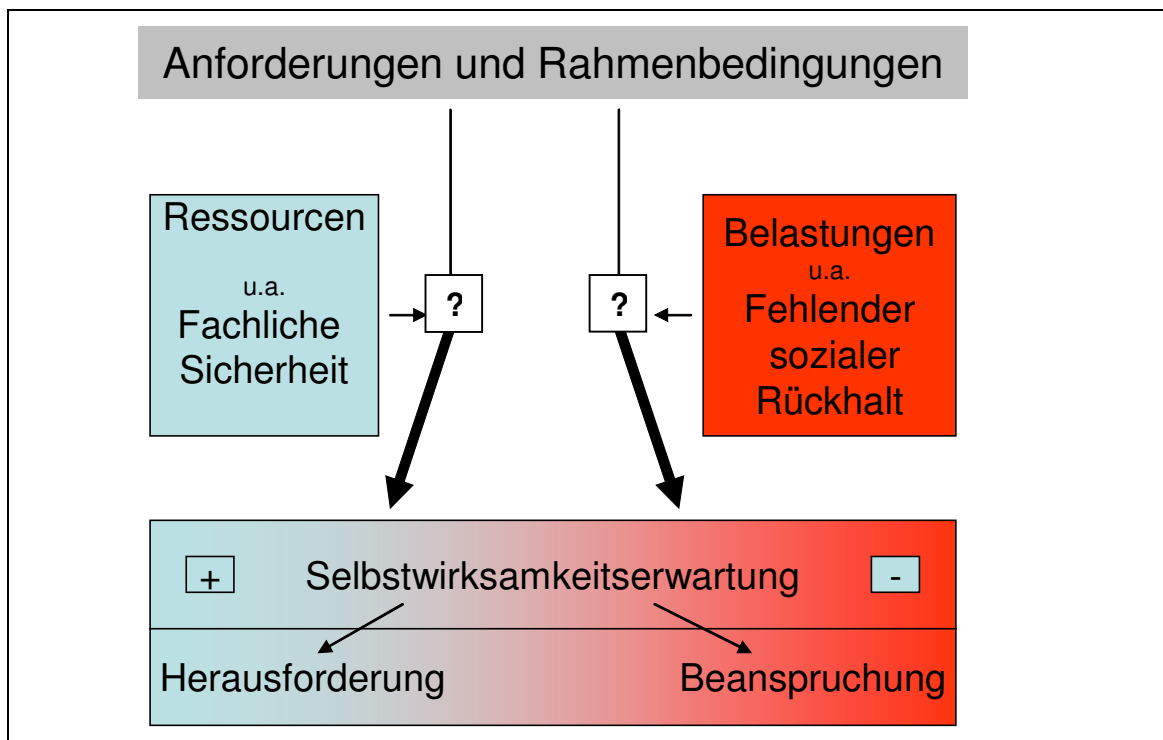 Anforderungen und Rahmenbedingungen
Ressourcen
u.a.
Fachliche
Sicherheit
?
?
Belastungen
u.a.
Fehlender
sozialer
Rückhalt
+
Selbstwirksamkeitserwartung
-
Herausforderung
Beanspruchung